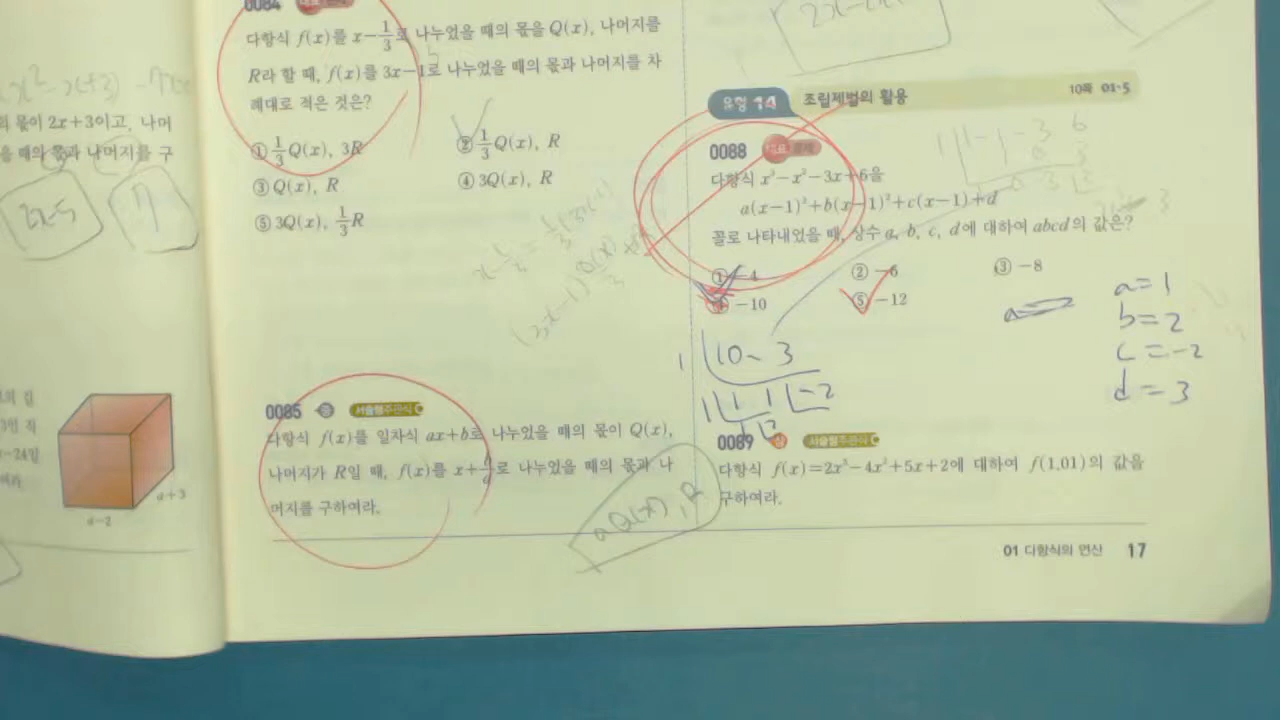 0084
다항식 f(x)를 x-1/3로 나누었을 때의 몫을 Q(x), 나머지를
R라 할 때, f(x)를 3x-1로 나누었을 때의 몫과 나머지를 차
례대로 적은 것은?
① 1/3Q(x), 3R
② 1/3Q(x), R
③ Q(x), R
④ 3Q(x), R
⑤ 3Q(x), 1/3R
몫이 2x+3이고, 나머
때의 몫과 나머지를 구
2x-5
7
a+3
a-2
0085 중 서술형주관식
다항식 f(x)를 일차식 ax+b로 나누었을 때의 몫이 Q(x),
나머지가 R일 때, f(x)를 x+b/a로 나누었을 때의 몫과 나
머지를 구하여라.
aQ(x), R
유형 14 조립제법의 활용 10쪽 01-5
0088 대표 문제
다항식 x³-x²-3x+6을
a(x-1)³+b(x-1)²+c(x-1)+d
꼴로 나타내었을 때, 상수 a, b, c, d에 대하여 abcd의 값은?
① -4
② -6
③ -8
④ -10
⑤ -12
a=1
b=2
c=-2
d=3
0089 상 서술형주관식
다항식 f(x)=2x³-4x²+5x+2에 대하여 f(1.01)의 값을
구하여라.
01 다항식의 연산 17